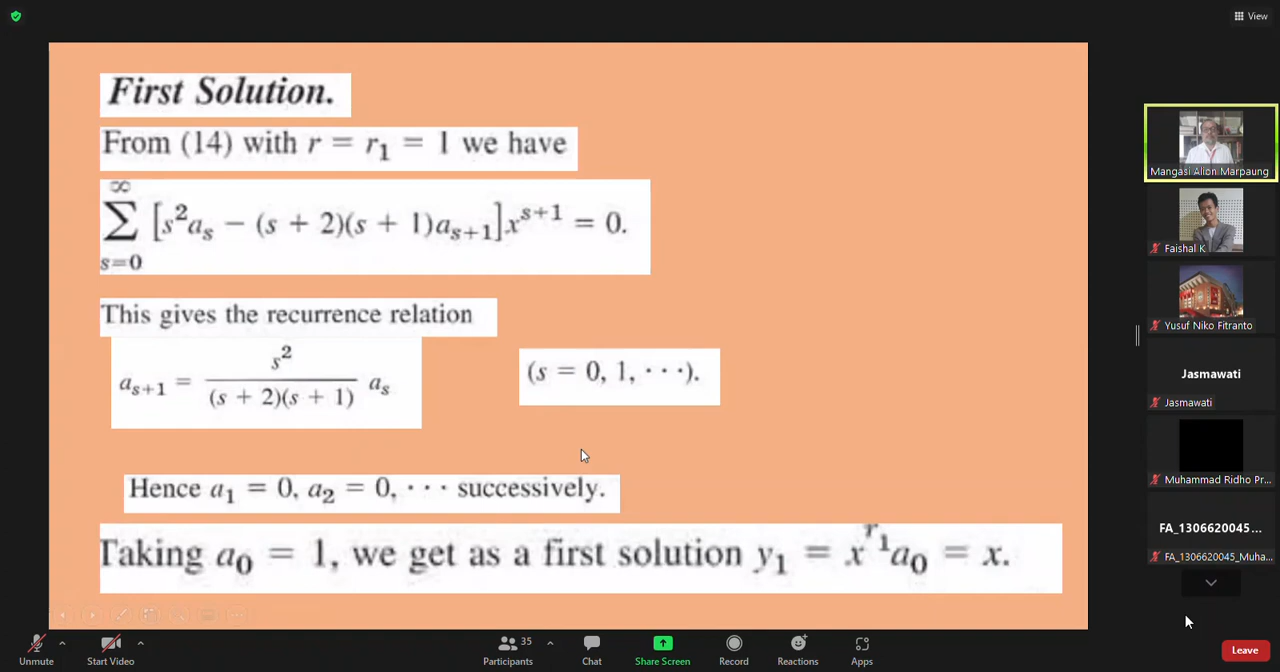 View
First Solution.
From (14) with r = r₁ = 1 we have
∞
∑ [s²aₛ − (s + 2)(s + 1)aₛ₊₁]xˢ⁺¹ = 0.
s=0
This gives the recurrence relation
aₛ₊₁ = s² / (s + 2)(s + 1) aₛ (s = 0, 1, · · ·).
Hence a₁ = 0, a₂ = 0, · · · successively.
Taking a₀ = 1, we get as a first solution y₁ = x^r₁ a₀ = x.
Mangasi Alion Marpaung
Faishal K
Yusuf Niko Fitranto
Jasmawati
Jasmawati
Muhammad Ridho Pr...
FA_1306620045...
FA_1306620045_Muha...
Unmute
Start Video
Participants
35
Chat
Share Screen
Record
Reactions
Apps
Leave